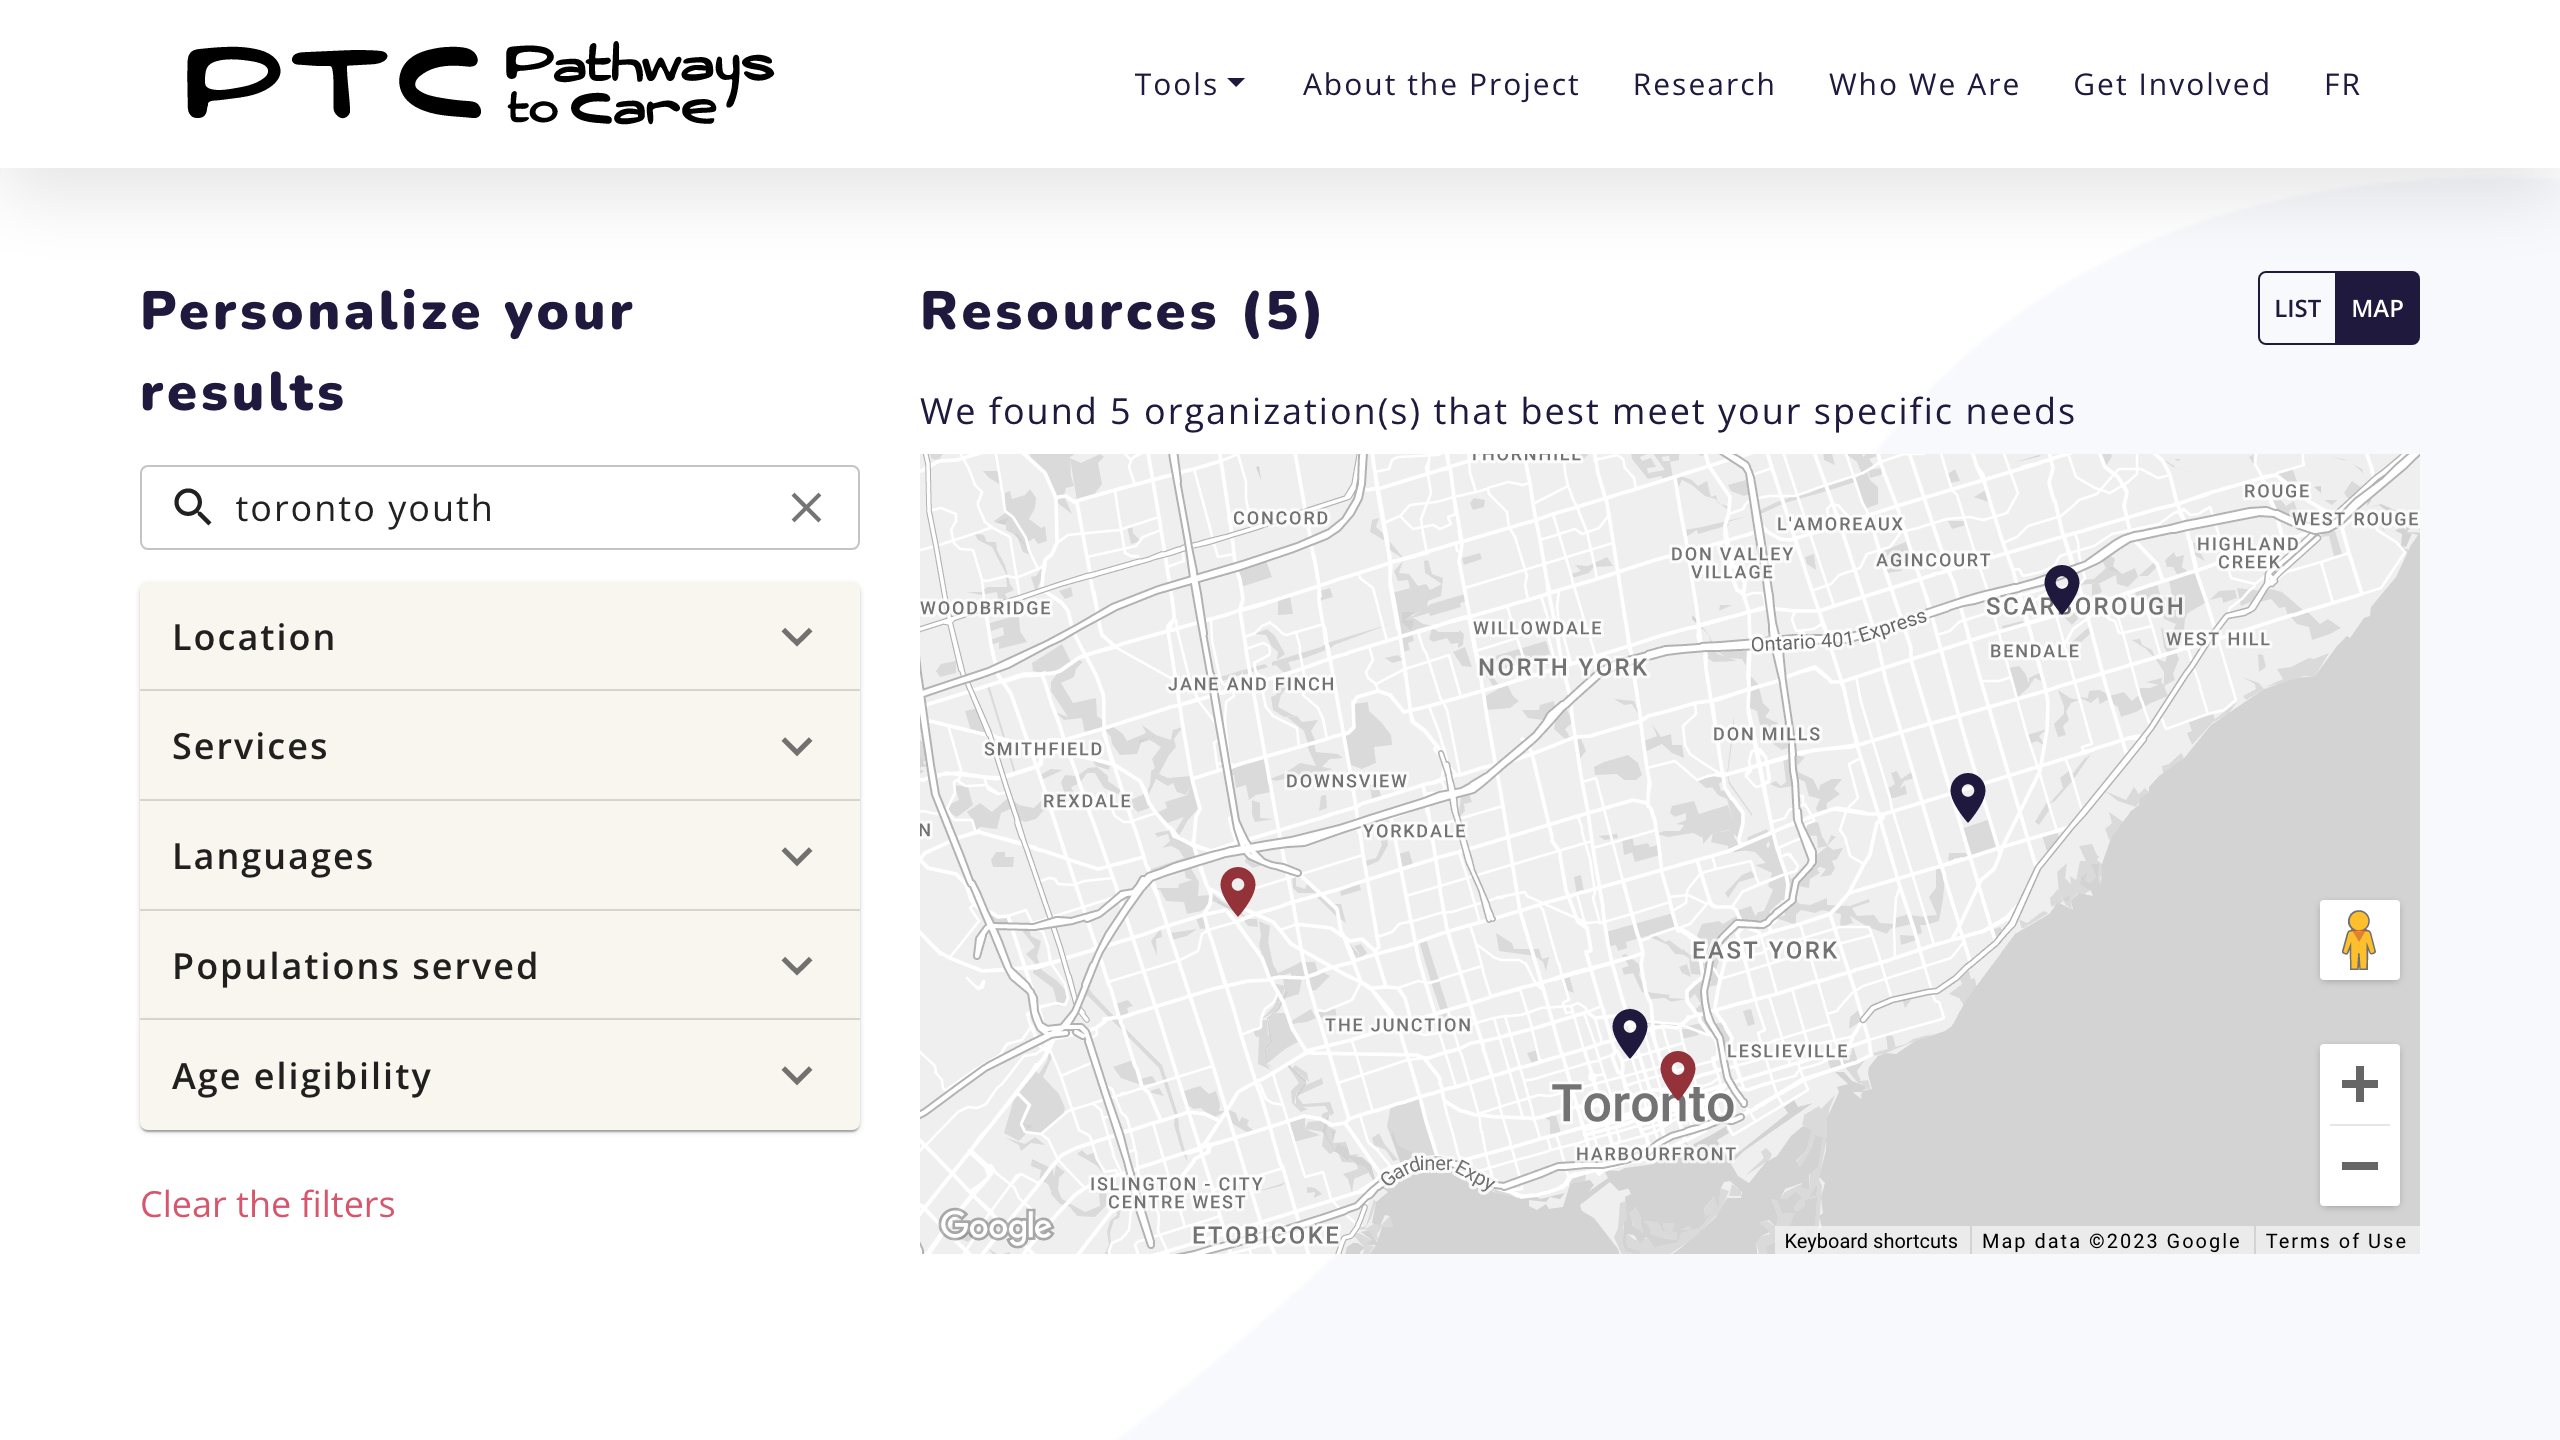 PTC Pathways
to Care
Tools
About the Project
Research
Who We Are
Get Involved
FR
Personalize your
results
toronto youth
Location
Services
Languages
Populations served
Age eligibility
Clear the filters
Resources (5)
LIST
MAP
We found 5 organization(s) that best meet your specific needs
THORNHILL
ROUGE
CONCORD
L'AMOREAUX
WEST ROUGE
DON VALLEY
VILLAGE
AGINCOURT
HIGHLAND
CREEK
WOODBRIDGE
SCARBOROUGH
WILLOWDALE
Ontario 401 Express
WEST HILL
NORTH YORK
BENDALE
JANE AND FINCH
SMITHFIELD
DON MILLS
DOWNSVIEW
REXDALE
N
YORKDALE
EAST YORK
THE JUNCTION
LESLIEVILLE
Toronto
HARBOURFRONT
Gardiner Expy
ISLINGTON - CITY
CENTRE WEST
ETOBICOKE
Google
Keyboard shortcuts
Map data ©2023 Google
Terms of Use